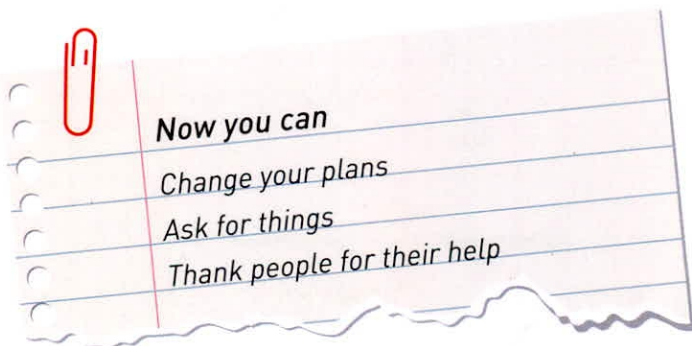 Now you can
Change your plans
Ask for things
Thank people for their help